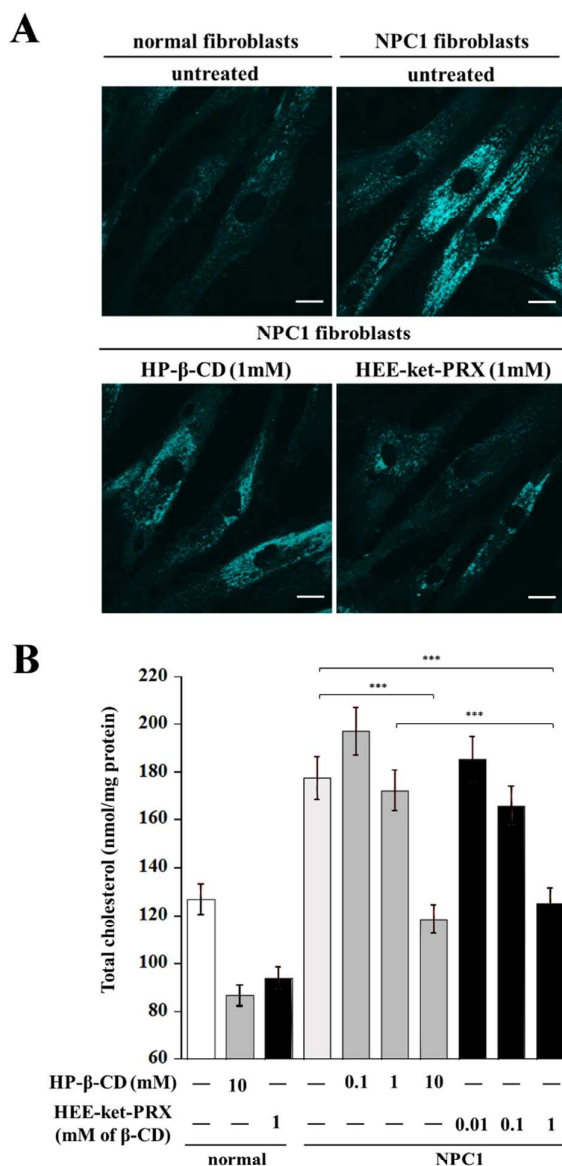 A
normal fibroblasts NPC1 fibroblasts
untreated untreated
NPC1 fibroblasts
HP-β-CD (1mM) HEE-ket-PRX (1mM)
B
***
***
***
220
200
180
160
140
120
100
80
60
Total cholesterol (nmol/mg protein)
HP-β-CD (mM) — 10 — — 0.1 1 10 — — —
HEE-ket-PRX
(mM of β-CD) — — 1 — — — — 0.01 0.1 1
normal NPC1